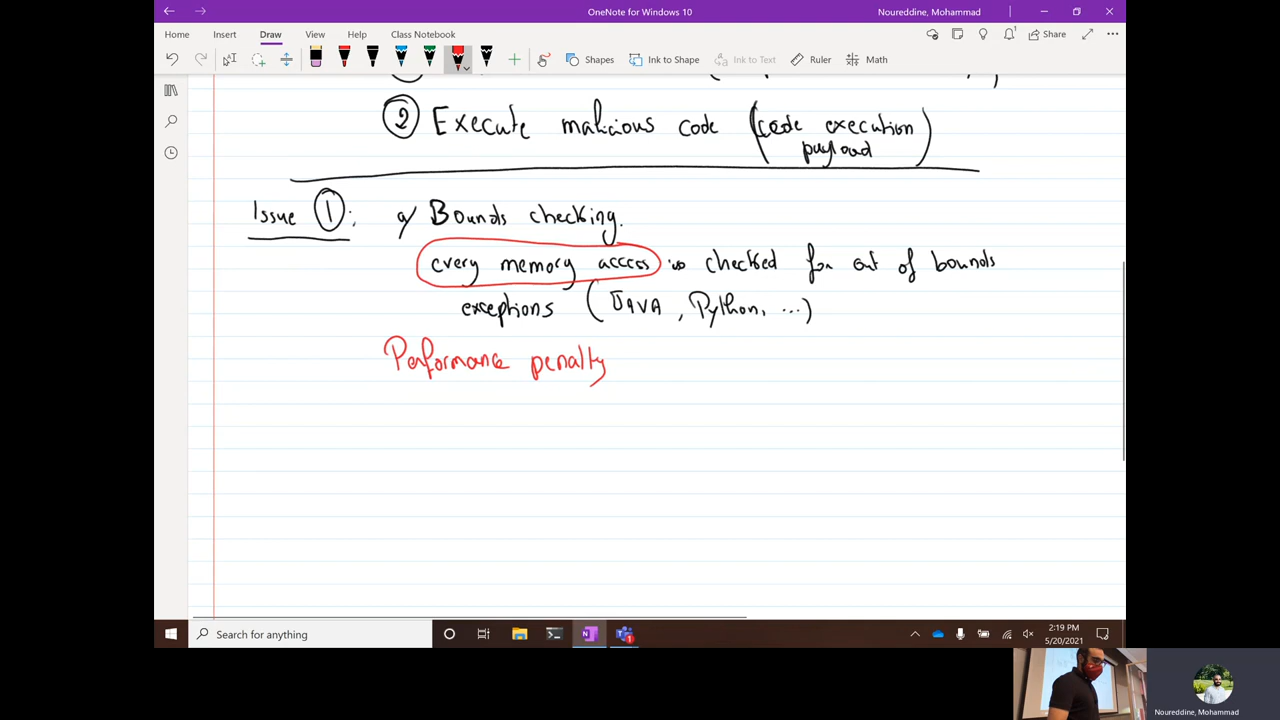 OneNote for Windows 10
Noureddine, Mohammad
Home Insert Draw View Help Class Notebook
Share
Shapes Ink to Shape Ink to Text Ruler Math
② Execute malicious code (code execution
payload)
Issue ①: a/ Bounds checking.
every memory access is checked for out of bounds
exceptions (JAVA, Python, ...)
Performance penalty
Search for anything
2:19 PM
5/20/2021
Noureddine, Mohammad